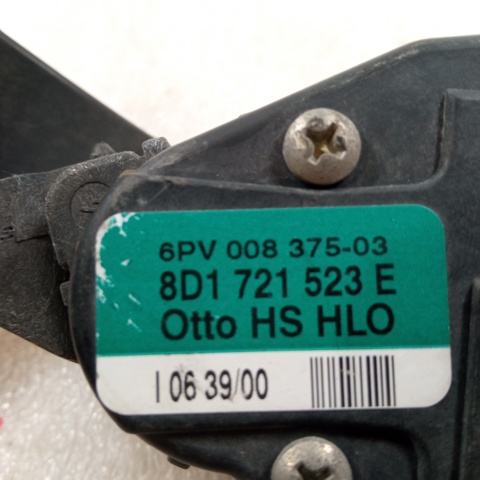 6PV 008 375-03
8D1 721 523 E
Otto HS HLO
I 06 39/00